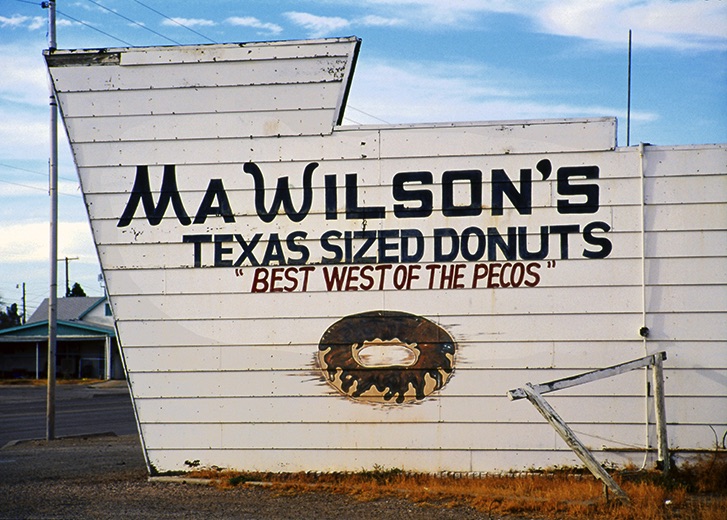 MA WILSON'S
TEXAS SIZED DONUTS
"BEST WEST OF THE PECOS"